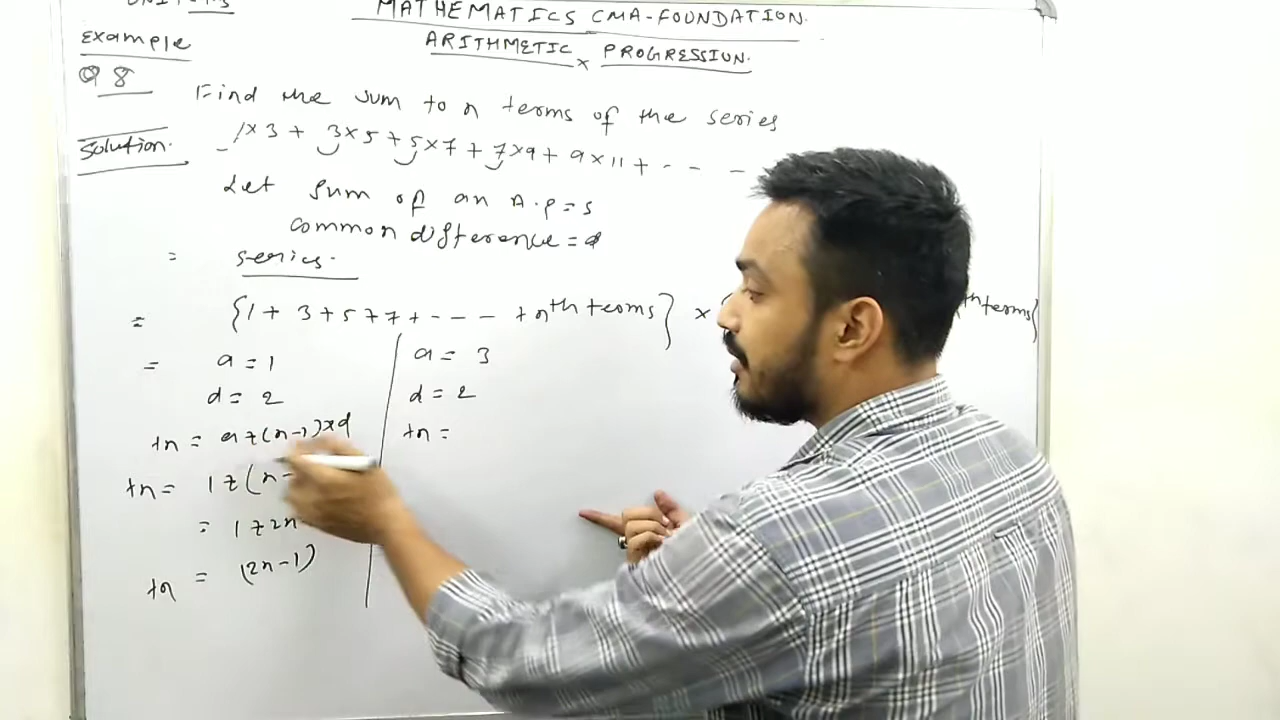 MATHEMATICS CMA-FOUNDATION.
ARITHMETIC PROGRESSION.
Example
Q 8
Find the sum to n terms of the series
Solution.
1×3 + 3×5 + 5×7 + 7×9 + 9×11 + - - -
Let sum of an A.P = S
common difference = d
= series.
= {1 + 3 + 5 + 7 + - - - + nth terms} × th terms}
= a = 1
d = 2
tn = a + (n-1)×d
tn = 1 + (n-
= 1 + 2n
tn = (2n-1)
a = 3
d = 2
tn =